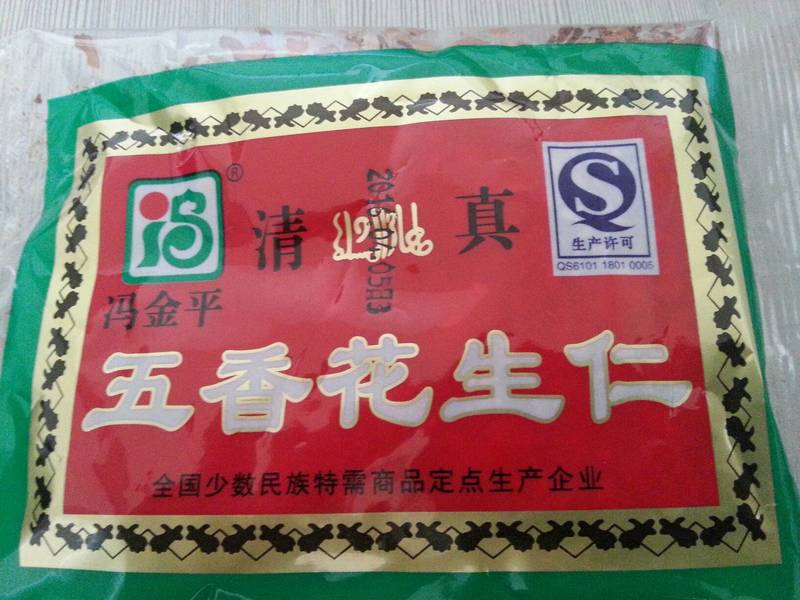 冯
®
清 真
冯金平
S
生产许可
QS6101 1801 0005
五香花生仁
全国少数民族特需商品定点生产企业